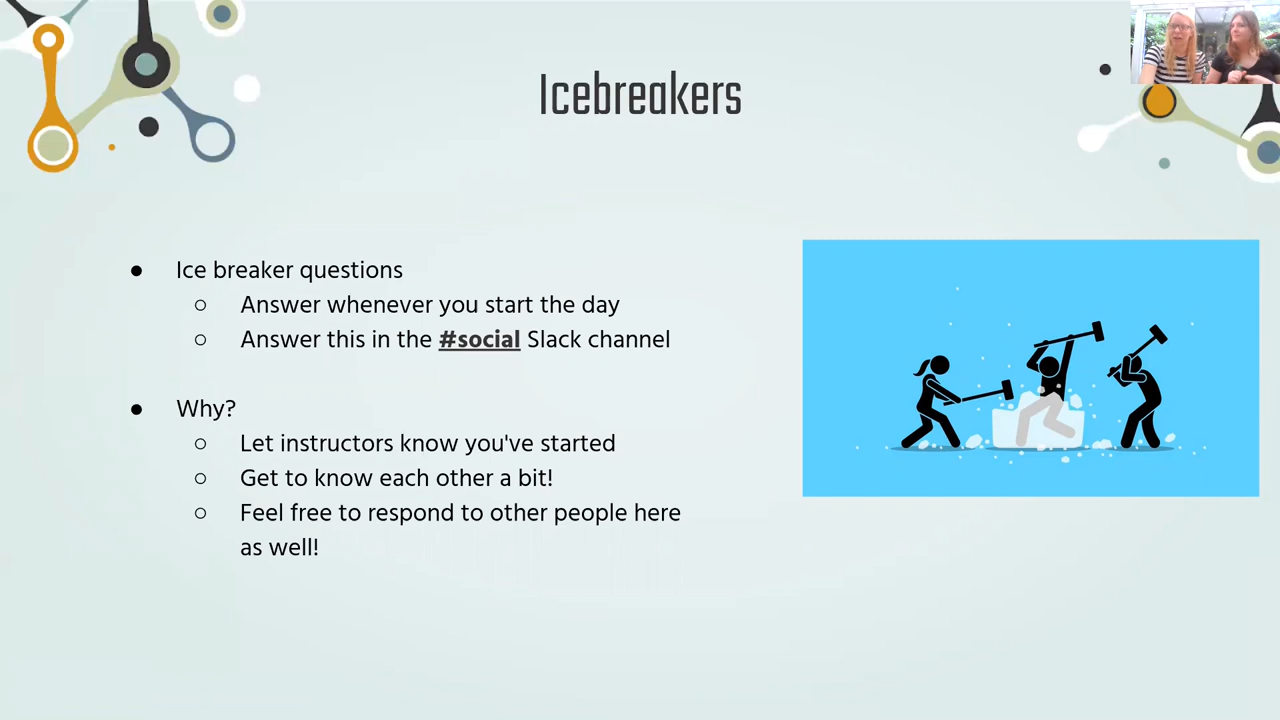 Icebreakers
● Ice breaker questions
○ Answer whenever you start the day
○ Answer this in the #social Slack channel
● Why?
○ Let instructors know you've started
○ Get to know each other a bit!
○ Feel free to respond to other people here
as well!